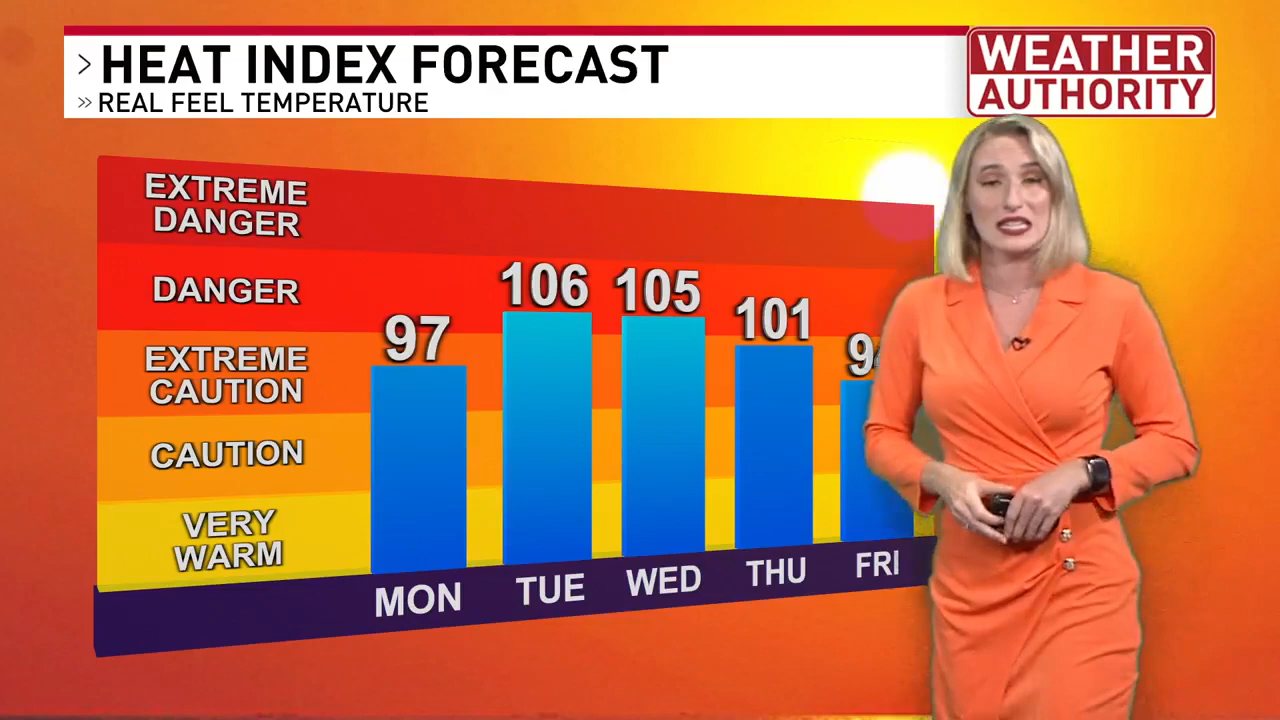 > HEAT INDEX FORECAST
» REAL FEEL TEMPERATURE
WEATHER
AUTHORITY
EXTREME
DANGER
DANGER
EXTREME
CAUTION
CAUTION
VERY
WARM
97
106
105
101
MON
TUE
WED
THU
FRI